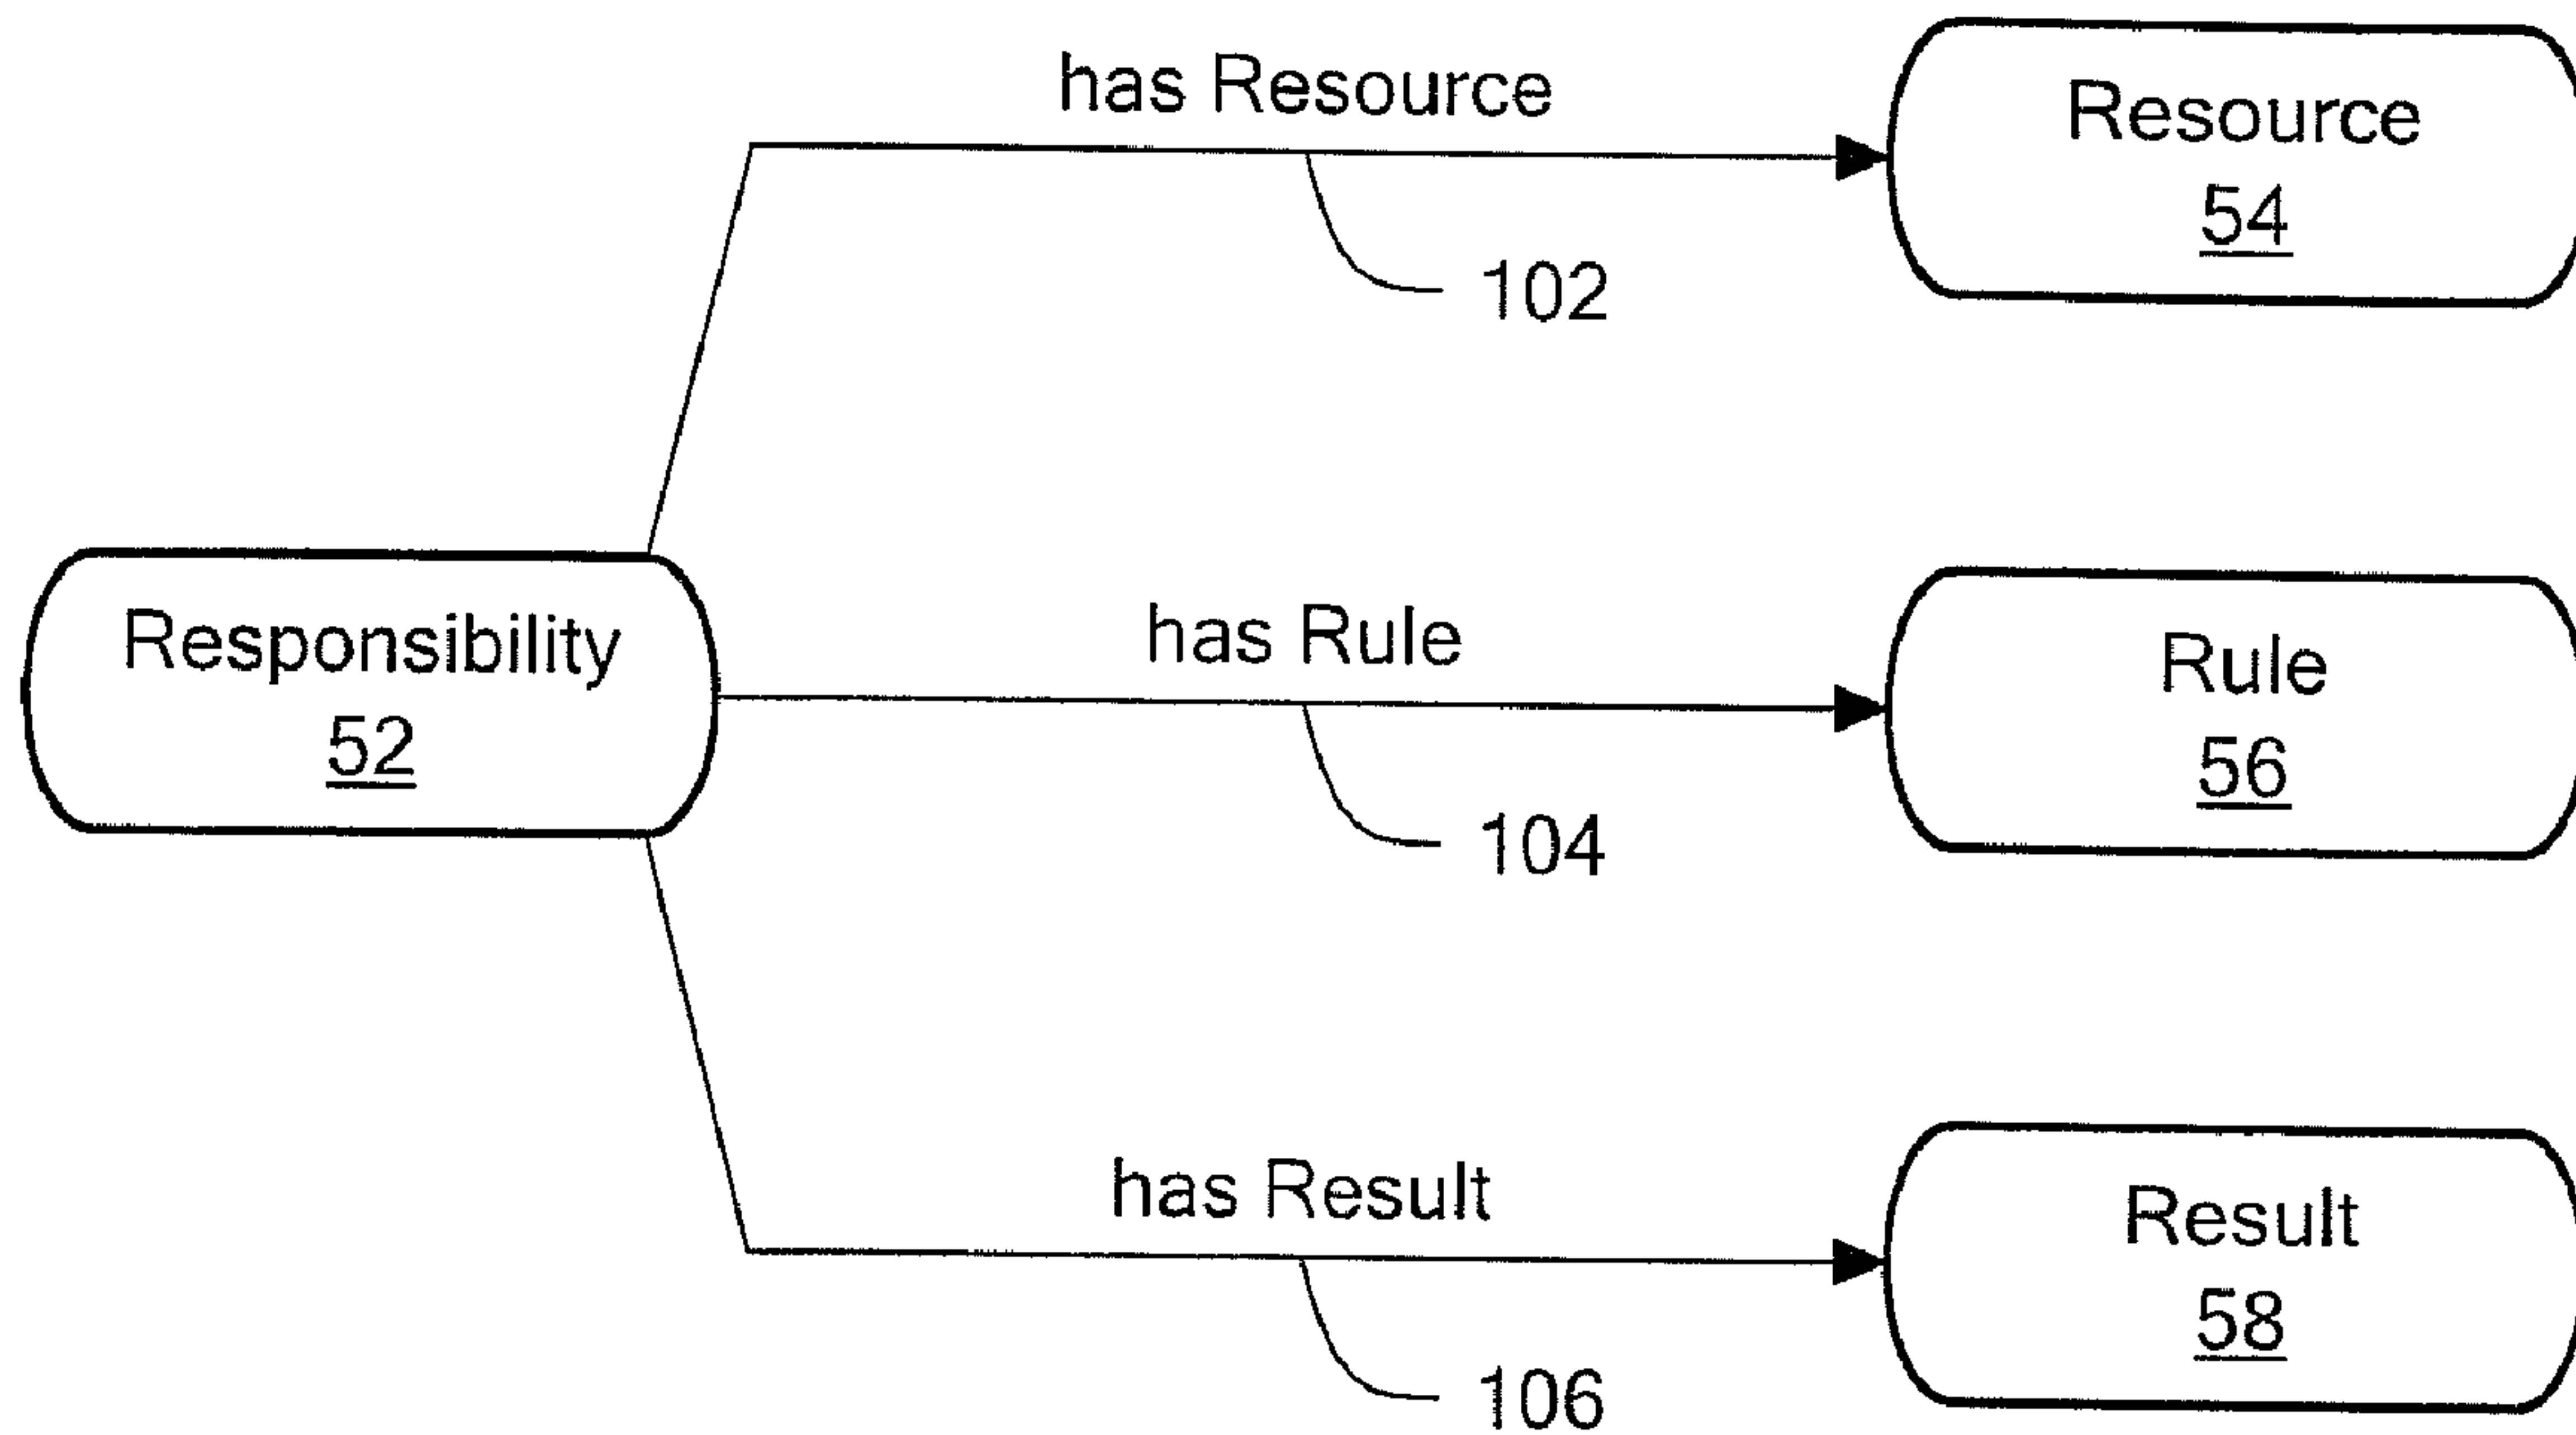 has Resource
Resource
54
102
Responsibility
52
has Rule
Rule
56
104
has Result
Result
58
106